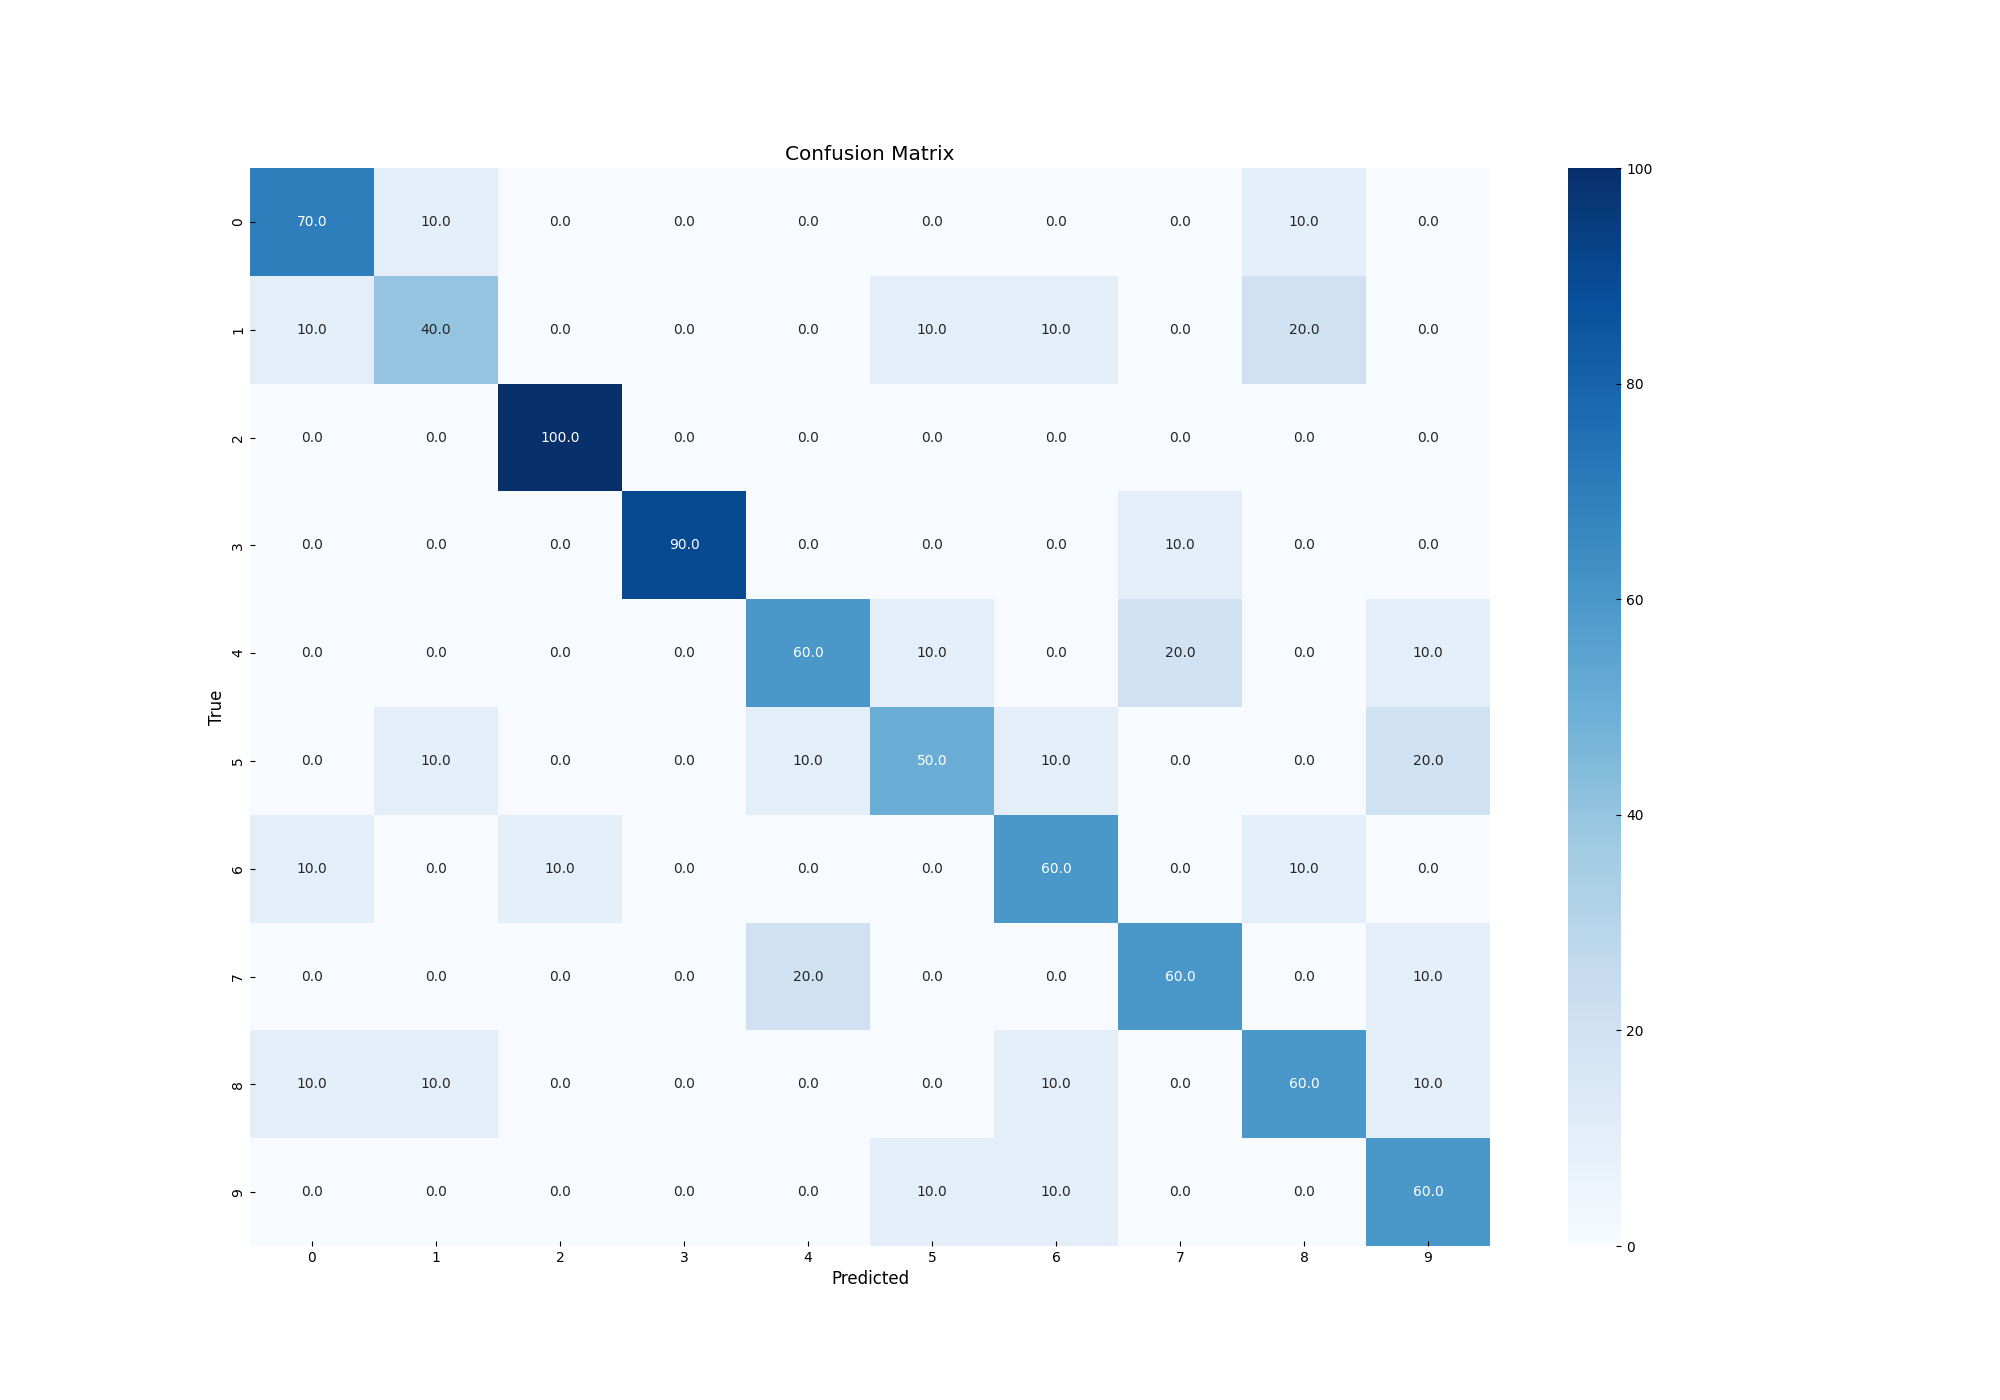 Confusion Matrix
100
0 70.0 10.0 0.0 0.0 0.0 0.0 0.0 0.0 10.0 0.0
1 10.0 40.0 0.0 0.0 0.0 10.0 10.0 0.0 20.0 0.0
80
2 0.0 0.0 100.0 0.0 0.0 0.0 0.0 0.0 0.0 0.0
3 0.0 0.0 0.0 90.0 0.0 0.0 0.0 10.0 0.0 0.0
60
4 0.0 0.0 0.0 0.0 60.0 10.0 0.0 20.0 0.0 10.0
True
5 0.0 10.0 0.0 0.0 10.0 50.0 10.0 0.0 0.0 20.0
40
6 10.0 0.0 10.0 0.0 0.0 0.0 60.0 0.0 10.0 0.0
7 0.0 0.0 0.0 0.0 20.0 0.0 0.0 60.0 0.0 10.0
20
8 10.0 10.0 0.0 0.0 0.0 0.0 10.0 0.0 60.0 10.0
9 0.0 0.0 0.0 0.0 0.0 10.0 10.0 0.0 0.0 60.0
0
0 1 2 3 4 5 6 7 8 9
Predicted